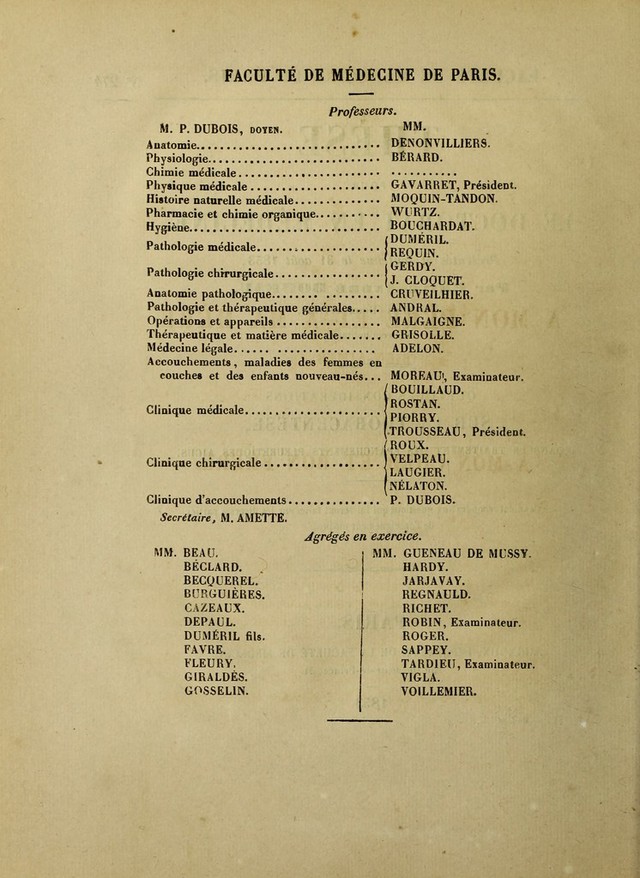 FACULTÉ DE MÉDECINE DE PARIS.
Professeurs.
M. P. DUBOIS, DOYEN. MM.
Anatomie............................ DENONVILLIERS.
Physiologie.......................... BÉRARD.
Chimie médicale...................... ...........
Physique médicale.................... GAVARRET, Président.
Histoire naturelle médicale............. MOQUIN-TANDON.
Pharmacie et chimie organique.......... WURTZ.
Hygiène............................. BOUCHARDAT.
Pathologie médicale................... { DUMÉRIL.
REQUIN.
Pathologie chirurgicale................ { GERDY.
J. CLOQUET.
Anatomie pathologique........ ......... CRUVEILHIER.
Pathologie et thérapeutique générales..... ANDRAL.
Opérations et appareils................ MALGAIGNE.
Thérapeutique et matière médicale....... GRISOLLE.
Médecine légale...... ............... ADELON.
Accouchements, maladies des femmes en
couches et des enfants nouveau-nés... MOREAU, Examinateur.
Clinique médicale..................... { BOUILLAUD.
ROSTAN.
PIORRY.
TROUSSEAU, Président.
Clinique chirurgicale.................. { ROUX.
VELPEAU.
LAUGIER.
NÉLATON.
Clinique d'accouchements............... P. DUBOIS.
Secrétaire, M. AMETTE.
Agrégés en exercice.
MM. BEAU.
BÉCLARD.
BECQUEREL.
BURGUIÈRES.
CAZEAUX.
DEPAUL.
DUMÉRIL fils.
FAVRE.
FLEURY.
GIRALDÈS.
GOSSELIN.
MM. GUENEAU DE MUSSY.
HARDY.
JARJAVAY.
REGNAULD.
RICHET.
ROBIN, Examinateur.
ROGER.
SAPPEY.
TARDIEU, Examinateur.
VIGLA.
VOILLEMIER.